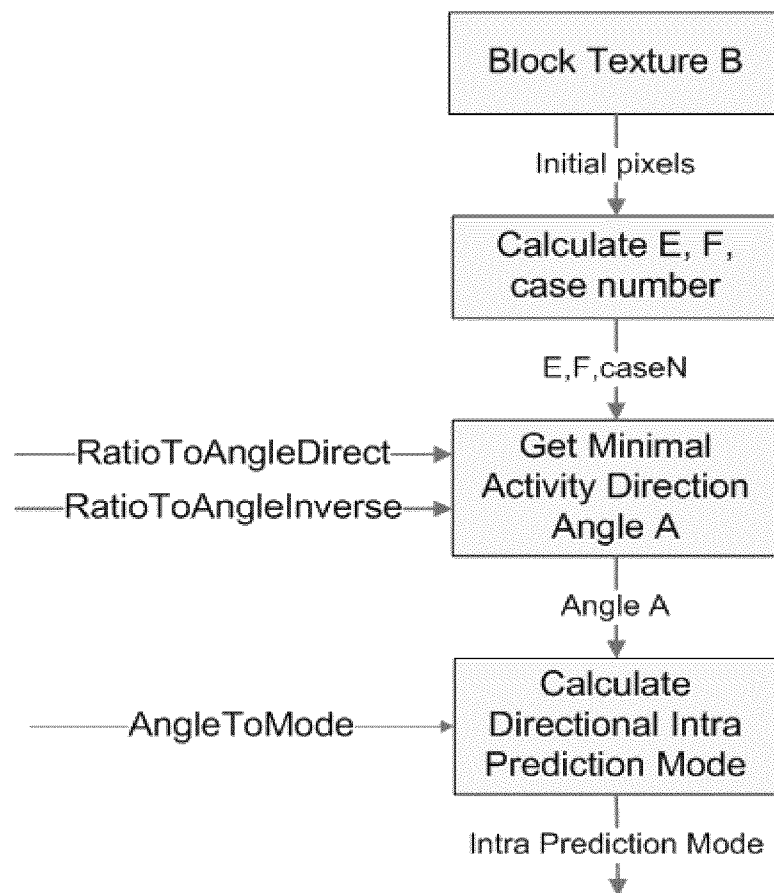 Block Texture B
Initial pixels
Calculate E, F,
case number
E,F,caseN
RatioToAngleDirect
RatioToAngleInverse
Get Minimal
Activity Direction
Angle A
Angle A
AngleToMode
Calculate
Directional Intra
Prediction Mode
Intra Prediction Mode